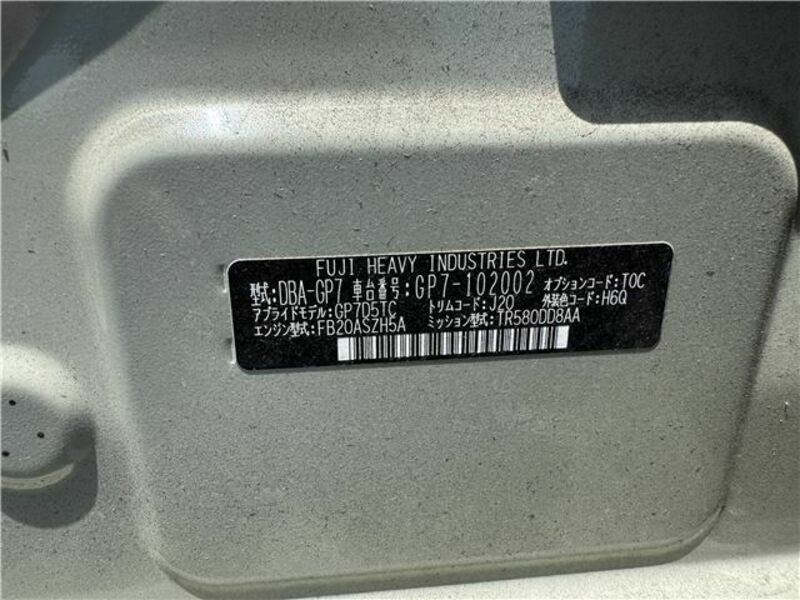 FUJI HEAVY INDUSTRIES LTD.
型式:DBA-GP7 車台番号:GP7-102002 オプションコード:TOC
アプライドモデル:GP7D5TC トリムコード:J20 外装色コード:H6Q
エンジン型式:FB20ASZH5A ミッション型式:TR580DD8AA